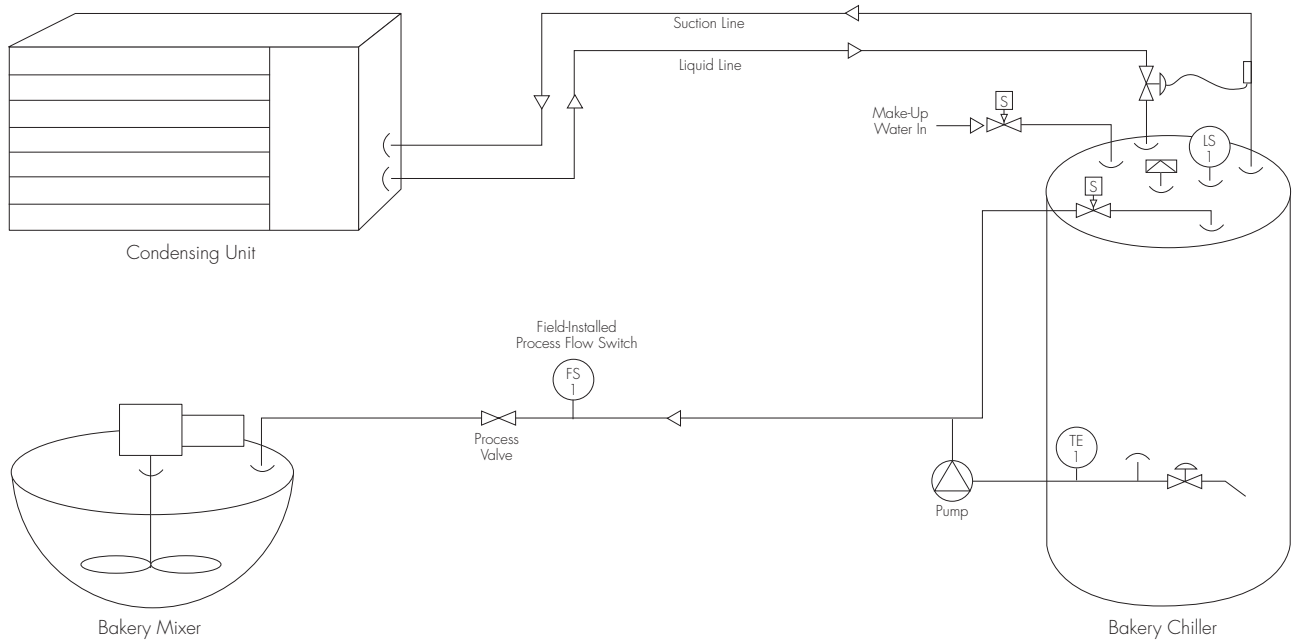 Suction Line
Liquid Line
Make-Up
Water In
S
LS
1
S
Condensing Unit
Field-Installed
Process Flow Switch
FS
1
Process
Valve
TE
1
Pump
Bakery Mixer
Bakery Chiller